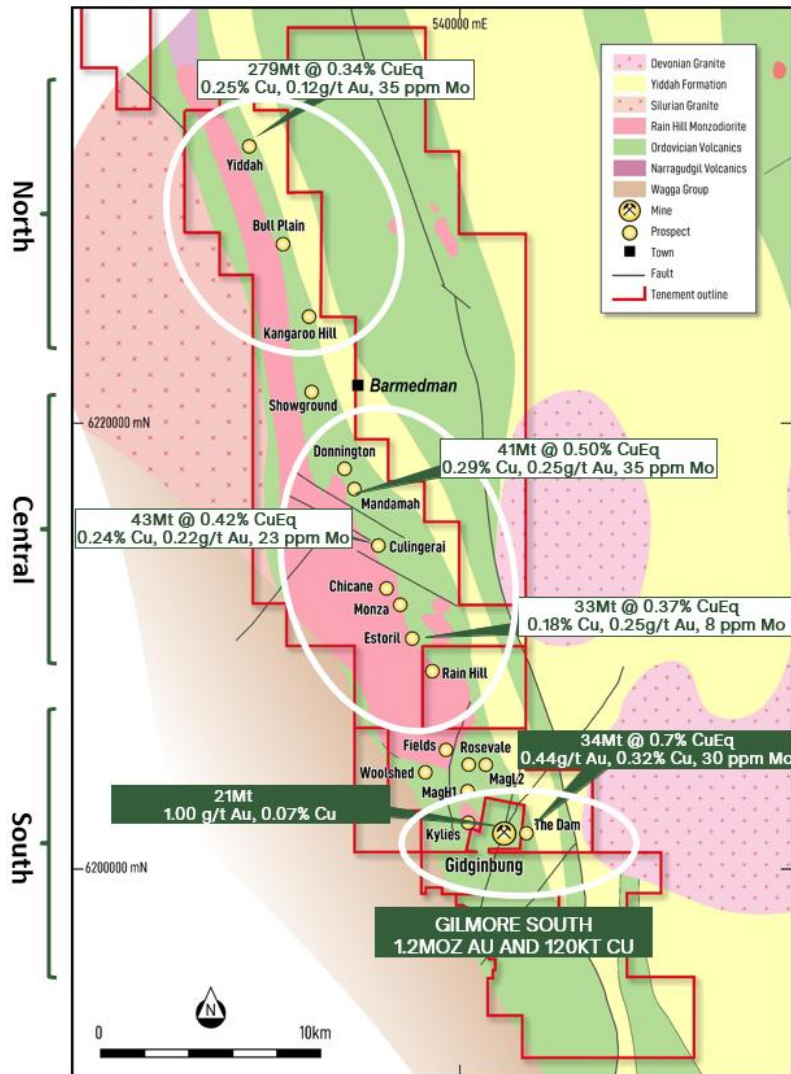 540000 mE
279Mt @ 0.34% CuEq
0.25% Cu, 0.12g/t Au, 35 ppm Mo
Devonian Granite
Yiddah Formation
Silurian Granite
Rain Hill Monzodiorite
Ordovician Volcanics
Narragudgil Volcanics
Wagga Group
Mine
Prospect
Town
Fault
Tenement outline
North
Yiddah
Bull Plain
Kangaroo Hill
Showground
Barmedman
6220000 mN
Central
Donnington
41Mt @ 0.50% CuEq
0.29% Cu, 0.25g/t Au, 35 ppm Mo
Mandamah
43Mt @ 0.42% CuEq
0.24% Cu, 0.22g/t Au, 23 ppm Mo
Culingerai
Chicane
Monza
33Mt @ 0.37% CuEq
0.18% Cu, 0.25g/t Au, 8 ppm Mo
Estoril
Rain Hill
South
Fields
Rosevale
34Mt @ 0.7% CuEq
0.44g/t Au, 0.32% Cu, 30 ppm Mo
Woolshed
MagL2
MagH1
21Mt
1.00 g/t Au, 0.07% Cu
Kylies
The Dam
Gidginbung
6200000 mN
GILMORE SOUTH
1.2MOZ AU AND 120KT CU
N
0
10km